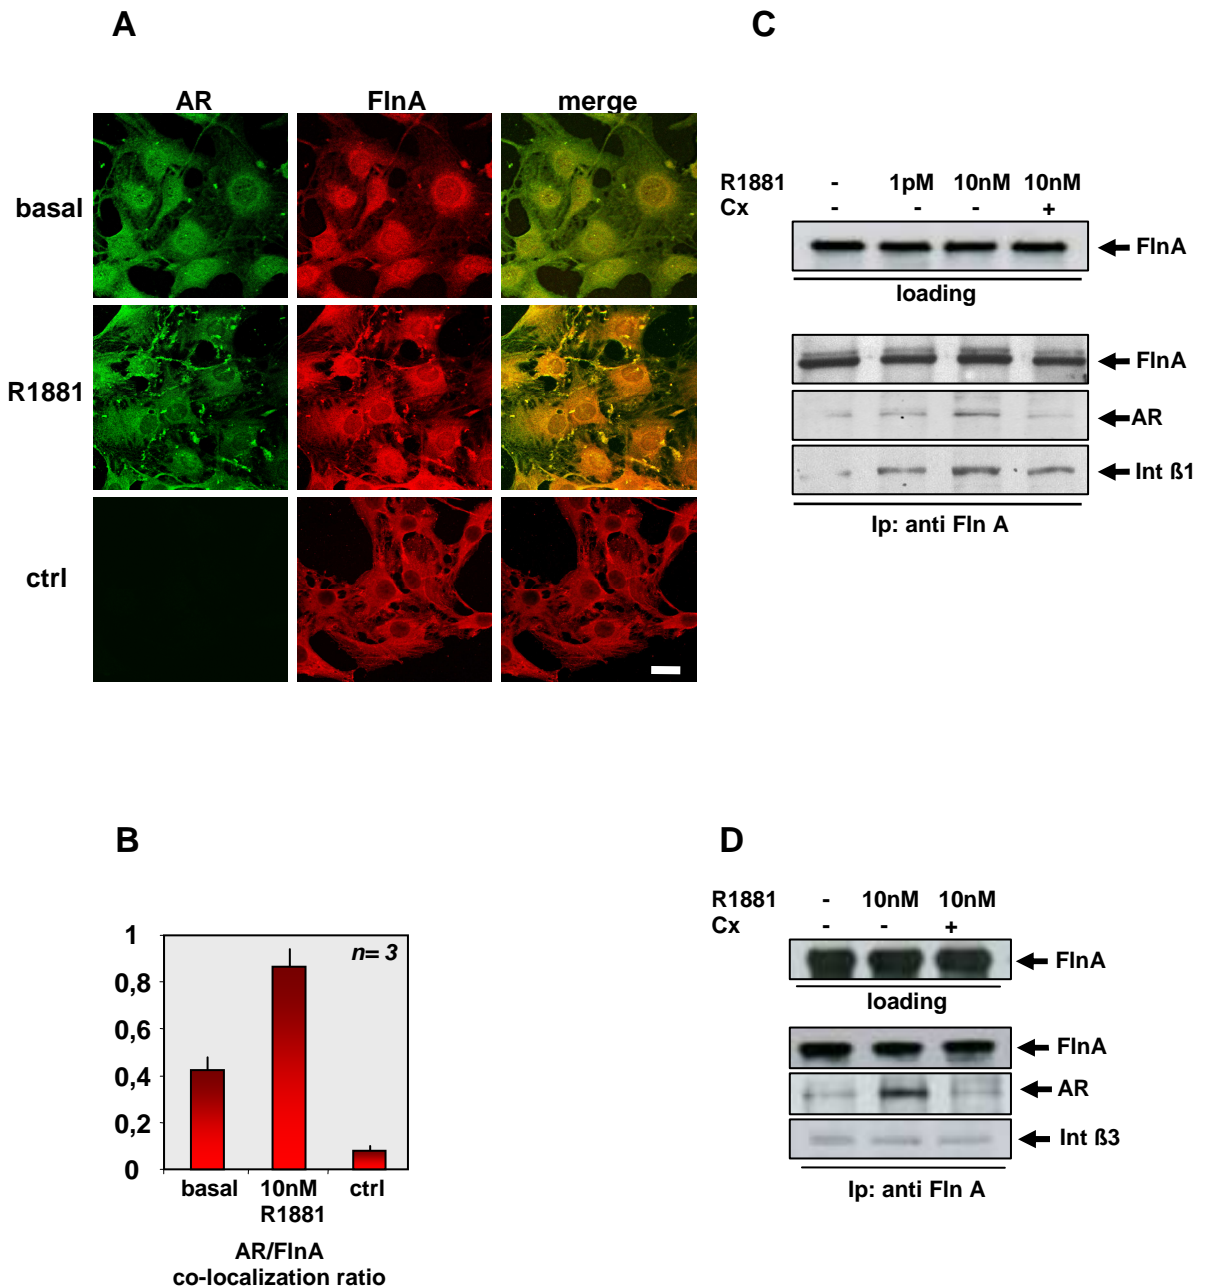 A
AR FlnA merge
basal
R1881
ctrl
B
1
0,8
0,6
0,4
0,2
0
n= 3
basal 10nM ctrl
R1881
AR/FlnA
co-localization ratio
C
R1881 - 1pM 10nM 10nM
Cx - - - +
FlnA
loading
FlnA
AR
Int ß1
Ip: anti Fln A
D
R1881 - 10nM 10nM
Cx - - +
FlnA
loading
FlnA
AR
Int ß3
Ip: anti Fln A